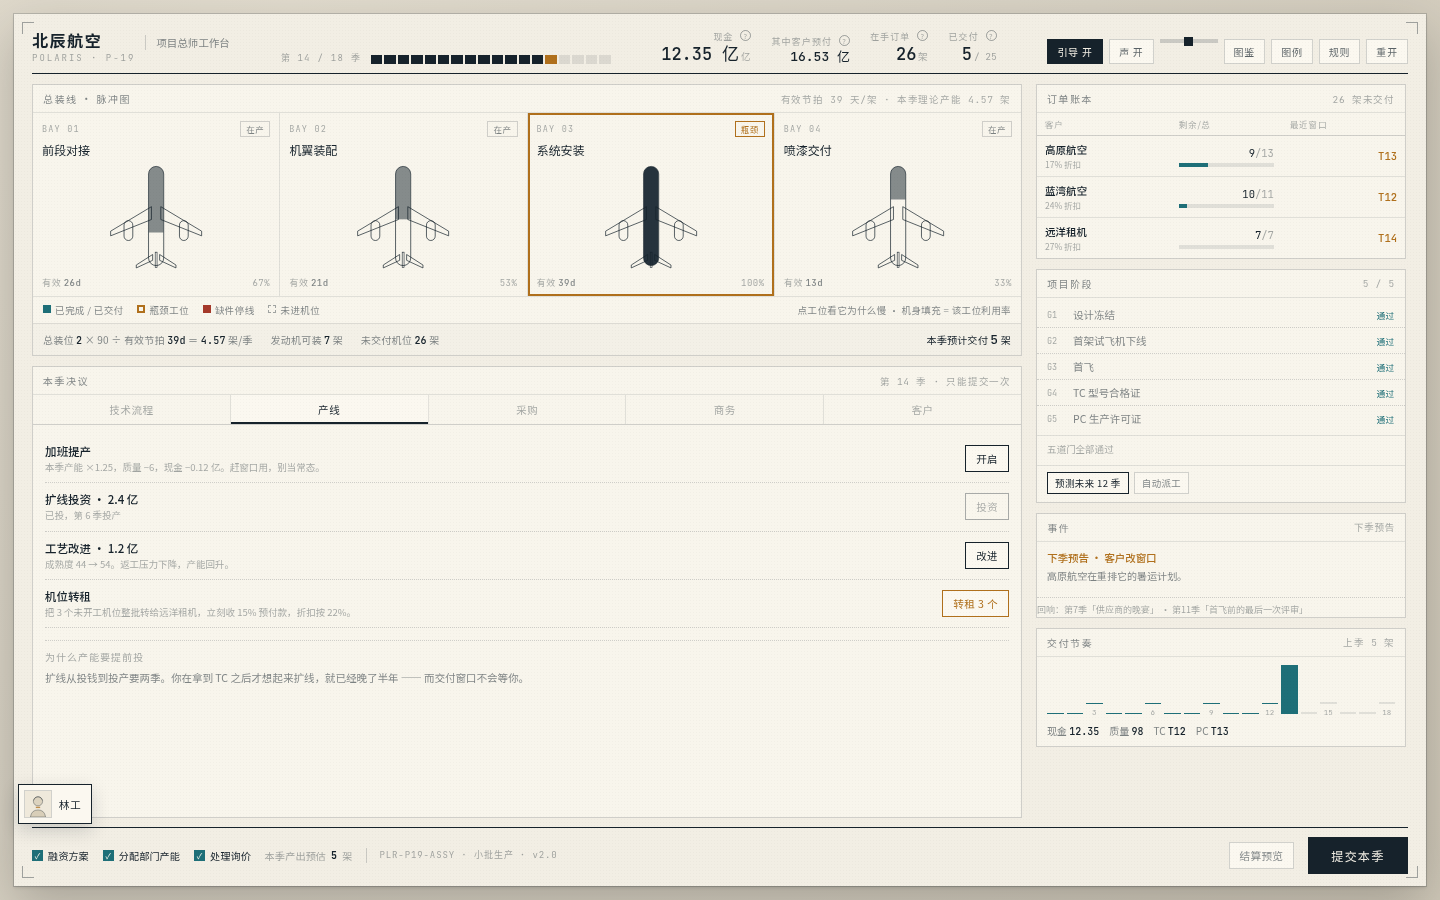 北辰航空
POLARIS · P-19
项目总师工作台
第 14 / 18 季
现金 ?
12.35 亿 亿
其中客户预付 ?
16.53 亿
在手订单 ?
26 架
已交付 ?
5 / 25
引导 开
声 开
图鉴
图例
规则
重开
总装线 · 脉冲图
有效节拍 39 天/架 · 本季理论产能 4.57 架
BAY 01
在产
前段对接
有效 26d
67%
BAY 02
在产
机翼装配
有效 21d
53%
BAY 03
瓶颈
系统安装
有效 39d
100%
BAY 04
在产
喷漆交付
有效 13d
33%
已完成 / 已交付
瓶颈工位
缺件停线
未进机位
点工位看它为什么慢 · 机身填充 = 该工位利用率
总装位 2 × 90 ÷ 有效节拍 39d = 4.57 架/季
发动机可装 7 架
未交付机位 26 架
本季预计交付 5 架
本季决议
第 14 季 · 只能提交一次
技术流程
产线
采购
商务
客户
加班提产
本季产能 ×1.25，质量 −6，现金 −0.12 亿。赶窗口用，别当常态。
开启
扩线投资 · 2.4 亿
已投，第 6 季投产
投资
工艺改进 · 1.2 亿
成熟度 44 → 54。返工压力下降，产能回升。
改进
机位转租
把 3 个未开工机位整批转给远洋租机，立刻收 15% 预付款，折扣按 22%。
转租 3 个
为什么产能要提前投
扩线从投钱到投产要两季。你在拿到 TC 之后才想起来扩线，就已经晚了半年 —— 而交付窗口不会等你。
订单账本
26 架未交付
客户
剩余/总
最近窗口
高原航空
17% 折扣
9/13
T13
蓝湾航空
24% 折扣
10/11
T12
远洋租机
27% 折扣
7/7
T14
项目阶段
5 / 5
G1 设计冻结 通过
G2 首架试飞机下线 通过
G3 首飞 通过
G4 TC 型号合格证 通过
G5 PC 生产许可证 通过
五道门全部通过
预测未来 12 季
自动派工
事件
下季预告
下季预告 · 客户改窗口
高原航空在重排它的暑运计划。
回响：第7季「供应商的晚宴」 · 第11季「首飞前的最后一次评审」
交付节奏
上季 5 架
3 6 9 12 15 18
现金 12.35 质量 98 TC T12 PC T13
林工
融资方案
分配部门产能
处理询价
本季产出预估 5 架
PLR-P19-ASSY · 小批生产 · v2.0
结算预览
提交本季